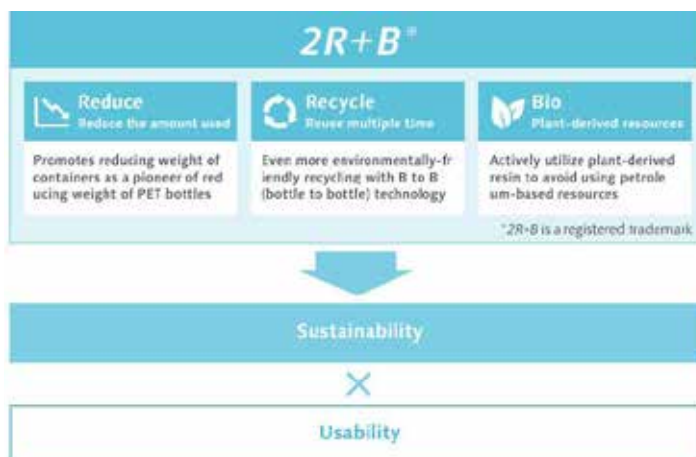 2R+B*
Reduce
Reduce the amount used
Promotes reducing weight of
containers as a pioneer of red
ucing weight of PET bottles
Recycle
Reuse multiple time
Even more environmentally-fr
iendly recycling with B to B
(bottle to bottle) technology
Bio
Plant-derived resources
Actively utilize plant-derived
resin to avoid using petrole
um-based resources
*2R+B is a registered trademark
Sustainability
×
Usability